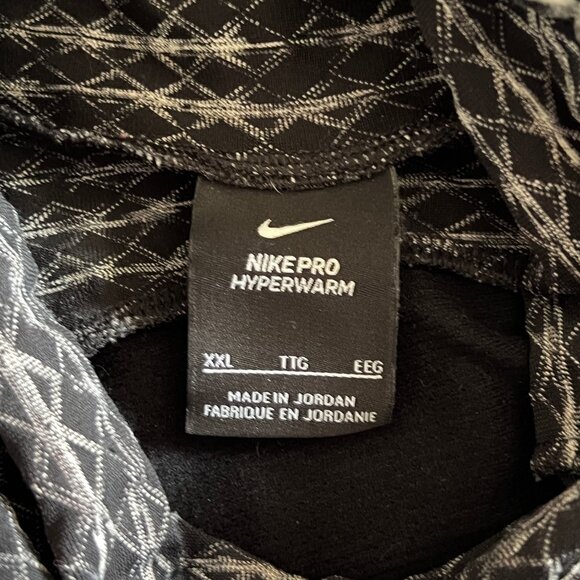 NIKE PRO
HYPERWARM
XXL TTG EEG
MADE IN JORDAN
FABRIQUE EN JORDANIE